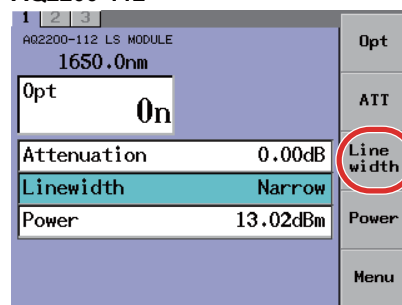 1 2 3
AQ2200-112 LS MODULE
1650.0nm
Opt
On
Attenuation 0.00dB
Linewidth Narrow
Power 13.02dBm
Opt
ATT
Line
width
Power
Menu